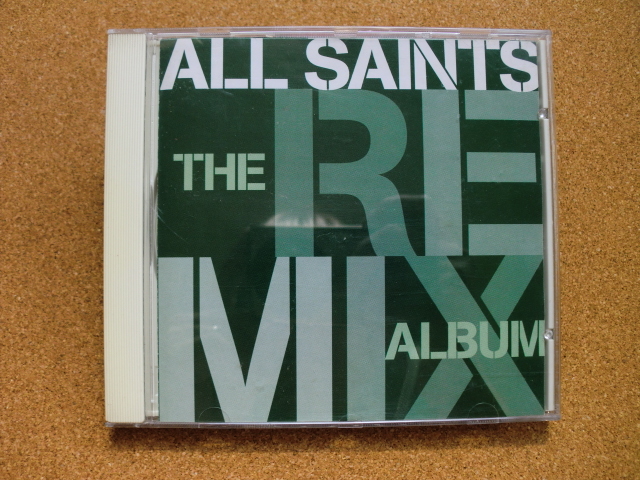 ALL SAINTS
THE RE
MIX
ALBUM